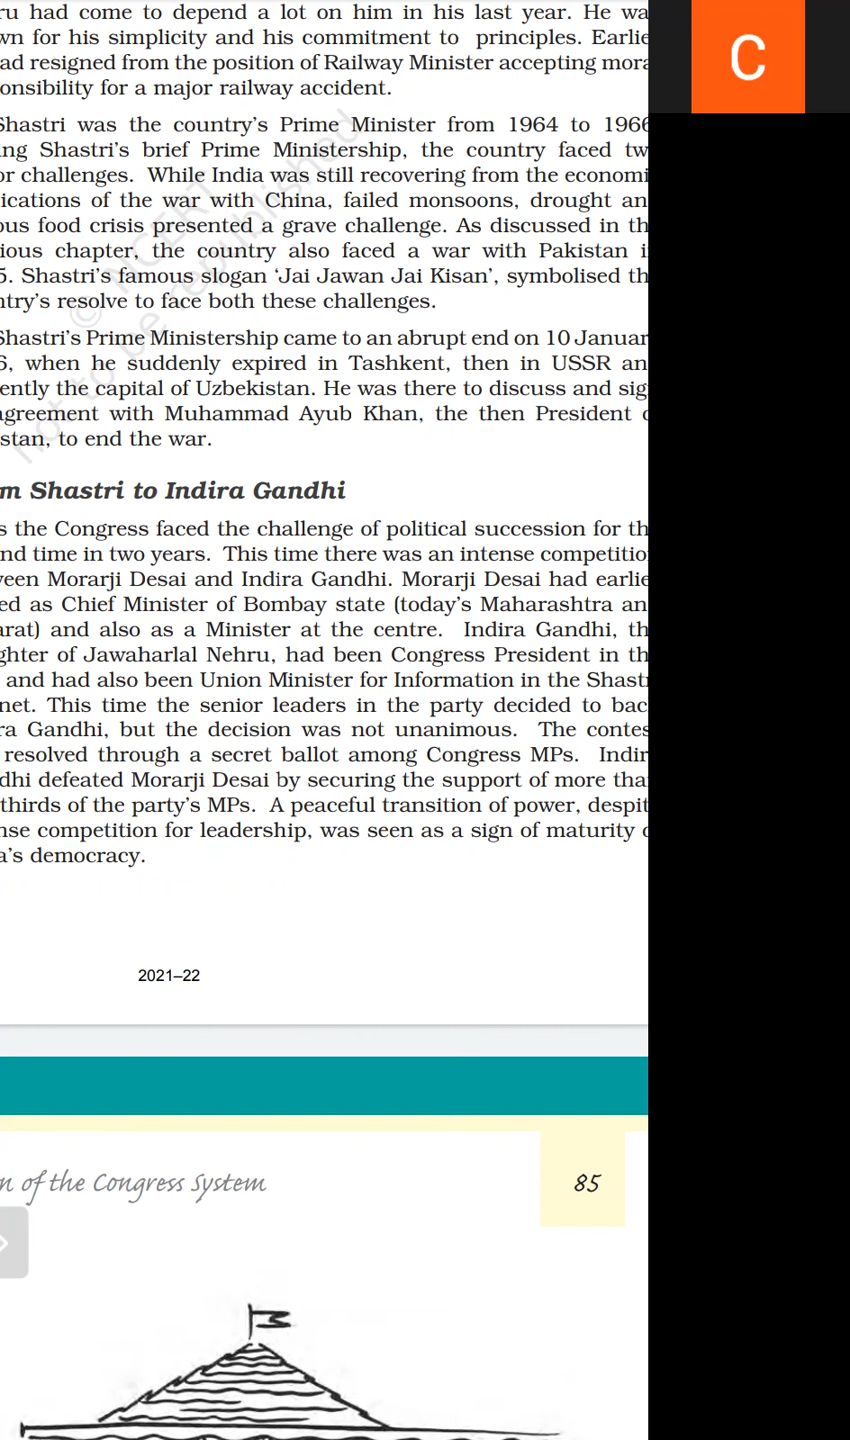 ru had come to depend a lot on him in his last year. He wa
wn for his simplicity and his commitment to principles. Earlie
ad resigned from the position of Railway Minister accepting mora
onsibility for a major railway accident.
Shastri was the country's Prime Minister from 1964 to 1966
ing Shastri's brief Prime Ministership, the country faced tw
or challenges. While India was still recovering from the economi
ications of the war with China, failed monsoons, drought an
ous food crisis presented a grave challenge. As discussed in th
ious chapter, the country also faced a war with Pakistan i
5. Shastri's famous slogan ‘Jai Jawan Jai Kisan’, symbolised th
ntry's resolve to face both these challenges.
Shastri's Prime Ministership came to an abrupt end on 10 Januar
6, when he suddenly expired in Tashkent, then in USSR an
ently the capital of Uzbekistan. He was there to discuss and sig
agreement with Muhammad Ayub Khan, the then President o
stan, to end the war.
m Shastri to Indira Gandhi
s the Congress faced the challenge of political succession for th
nd time in two years. This time there was an intense competitio
veen Morarji Desai and Indira Gandhi. Morarji Desai had earlie
ed as Chief Minister of Bombay state (today's Maharashtra an
arat) and also as a Minister at the centre. Indira Gandhi, th
ghter of Jawaharlal Nehru, had been Congress President in th
and had also been Union Minister for Information in the Shastr
net. This time the senior leaders in the party decided to bac
ra Gandhi, but the decision was not unanimous. The contes
resolved through a secret ballot among Congress MPs. Indir
dhi defeated Morarji Desai by securing the support of more tha
thirds of the party's MPs. A peaceful transition of power, despit
nse competition for leadership, was seen as a sign of maturity o
a's democracy.
© NCERT
not to be republished
2021–22
n of the Congress System
85
C